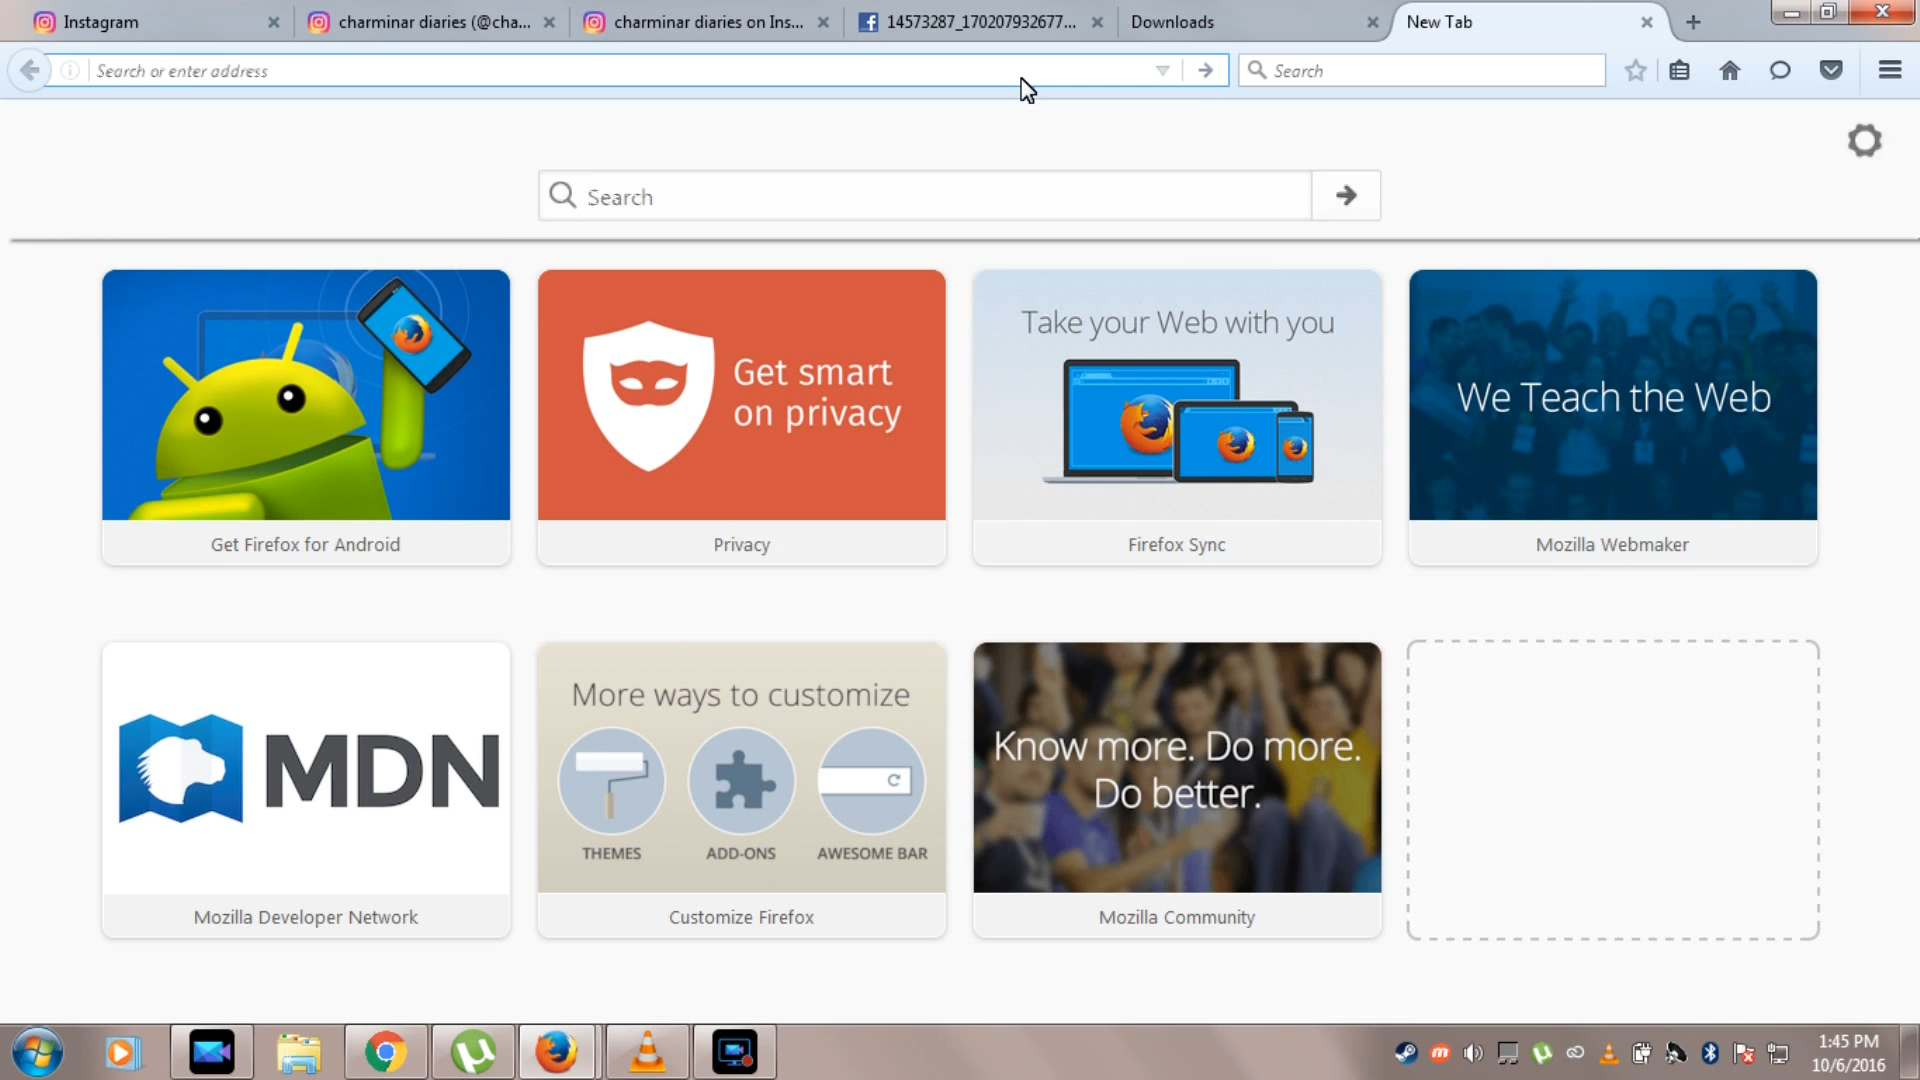 Instagram
charminar diaries (@cha...
charminar diaries on Ins...
14573287_170207932677...
Downloads
New Tab
Search or enter address
Search
Search
Take your Web with you
Get smart
on privacy
We Teach the Web
Get Firefox for Android
Privacy
Firefox Sync
Mozilla Webmaker
MDN
More ways to customize
THEMES
ADD-ONS
AWESOME BAR
Know more. Do more.
Do better.
Mozilla Developer Network
Customize Firefox
Mozilla Community
1:45 PM
10/6/2016